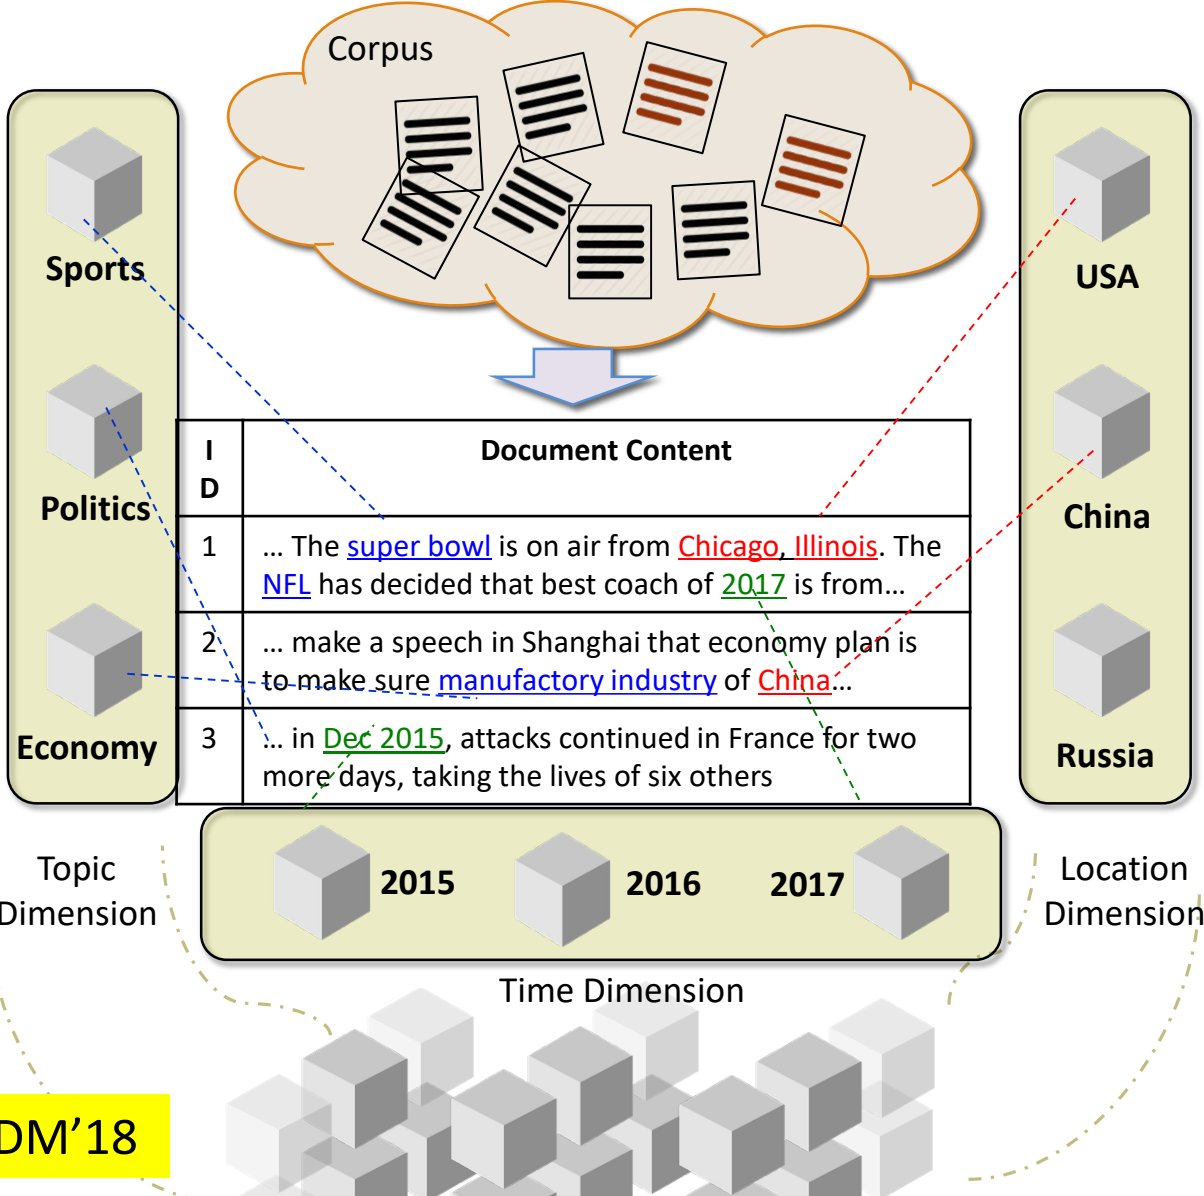 Corpus
Sports
Politics
Economy
USA
China
Russia
I
D
Document Content
1
... The super bowl is on air from Chicago, Illinois. The
NFL has decided that best coach of 2017 is from...
2
... make a speech in Shanghai that economy plan is
to make sure manufactory industry of China...
3
... in Dec 2015, attacks continued in France for two
more days, taking the lives of six others
2015
2016
2017
Topic
Dimension
Location
Dimension
Time Dimension
DM’18